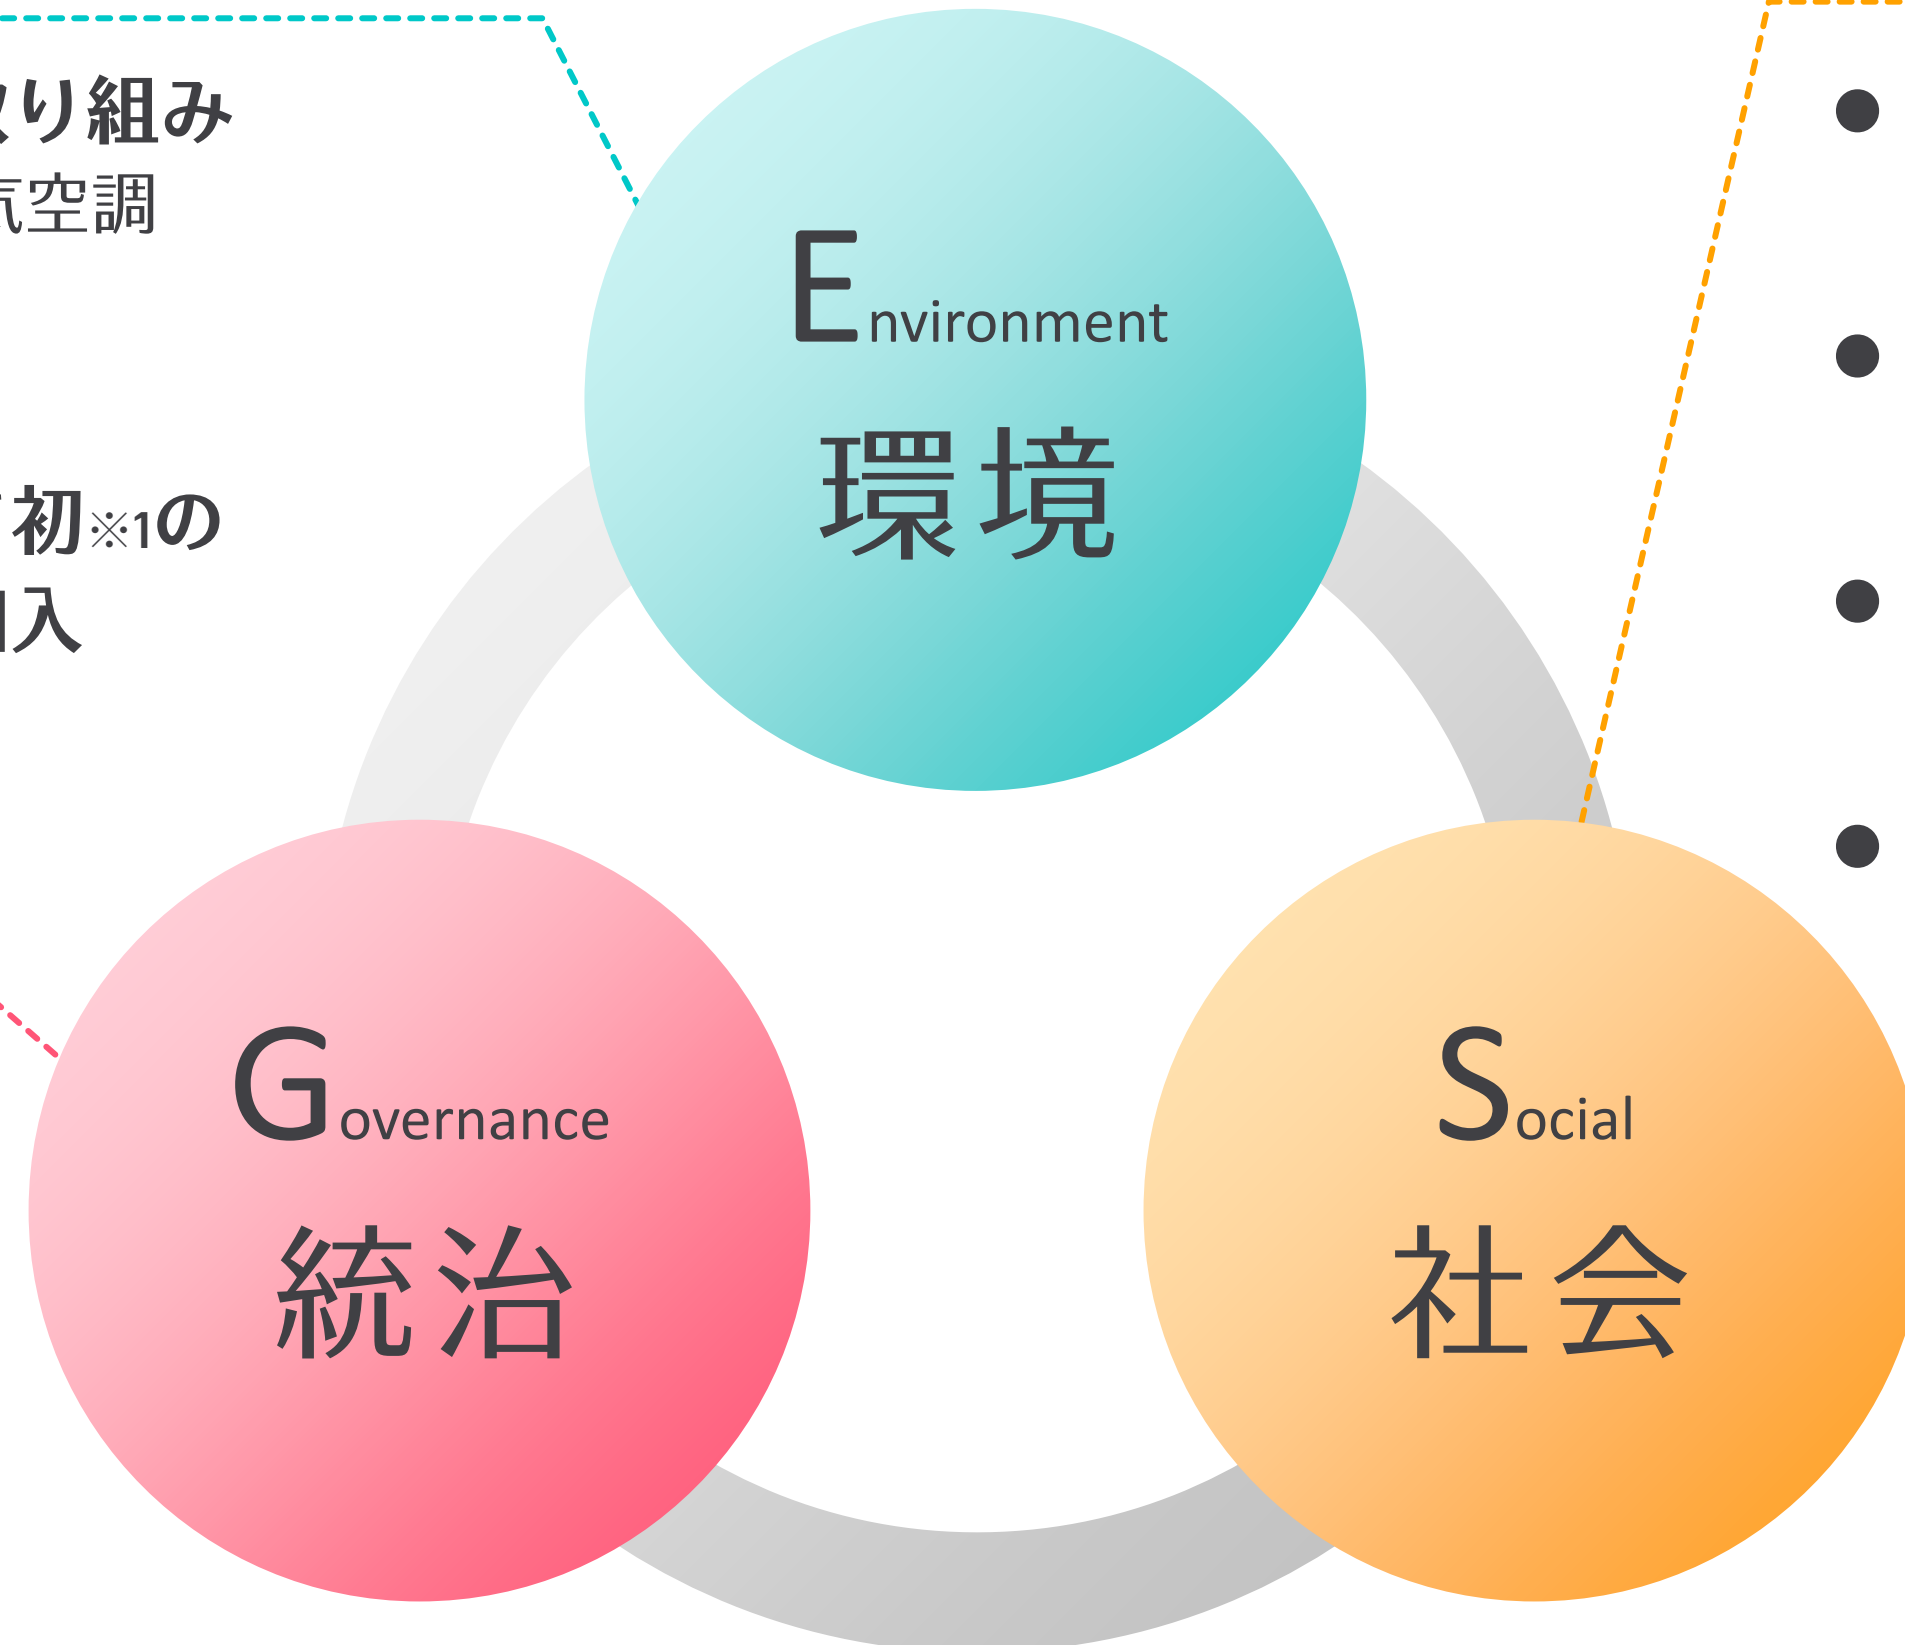 り組み
空調
初※1の
入
Environment
環境
Governance
統治
Social
社会